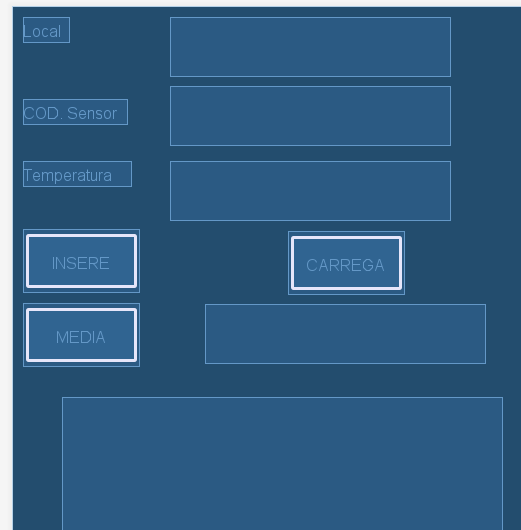 Local
COD. Sensor
Temperatura
INSERE
CARREGA
MEDIA